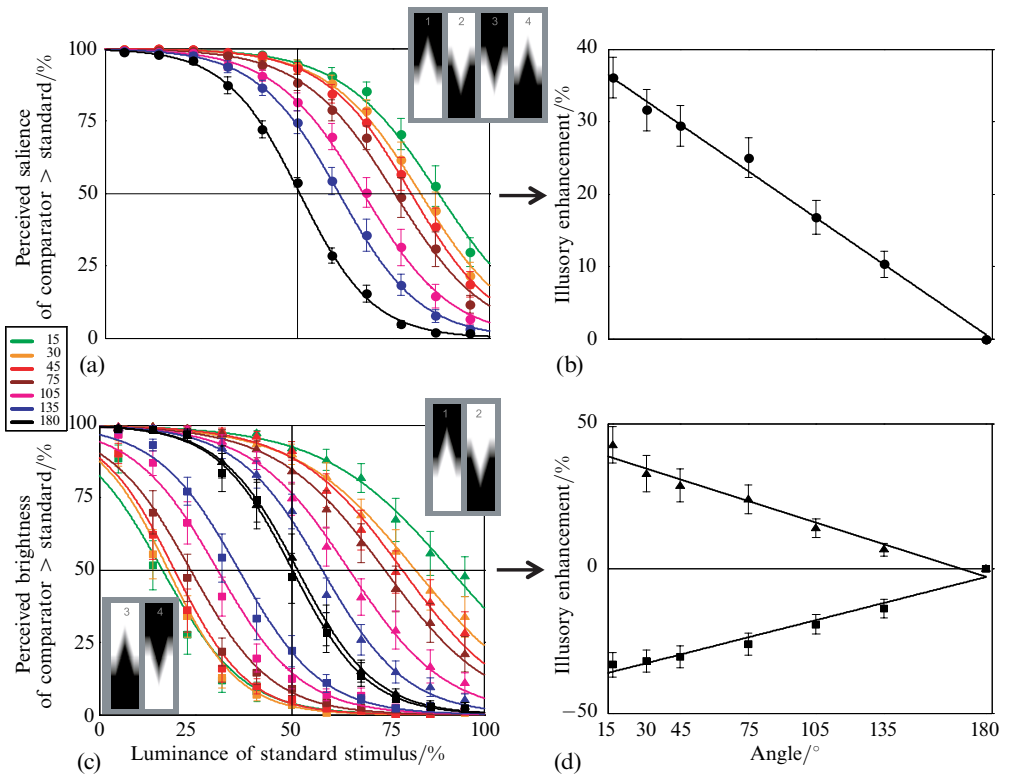 1 2 3 4
100
75
50
25
0
Perceived salience
of comparator > standard/%
(a)
40
30
20
10
0
Illusory enhancement/%
(b)
15
30
45
75
105
135
180
1 2
3 4
100
75
50
25
0
Perceived brightness
of comparator > standard/%
0 25 50 75 100
Luminance of standard stimulus/%
(c)
50
0
−50
Illusory enhancement/%
15 30 45 75 105 135 180
Angle/°
(d)